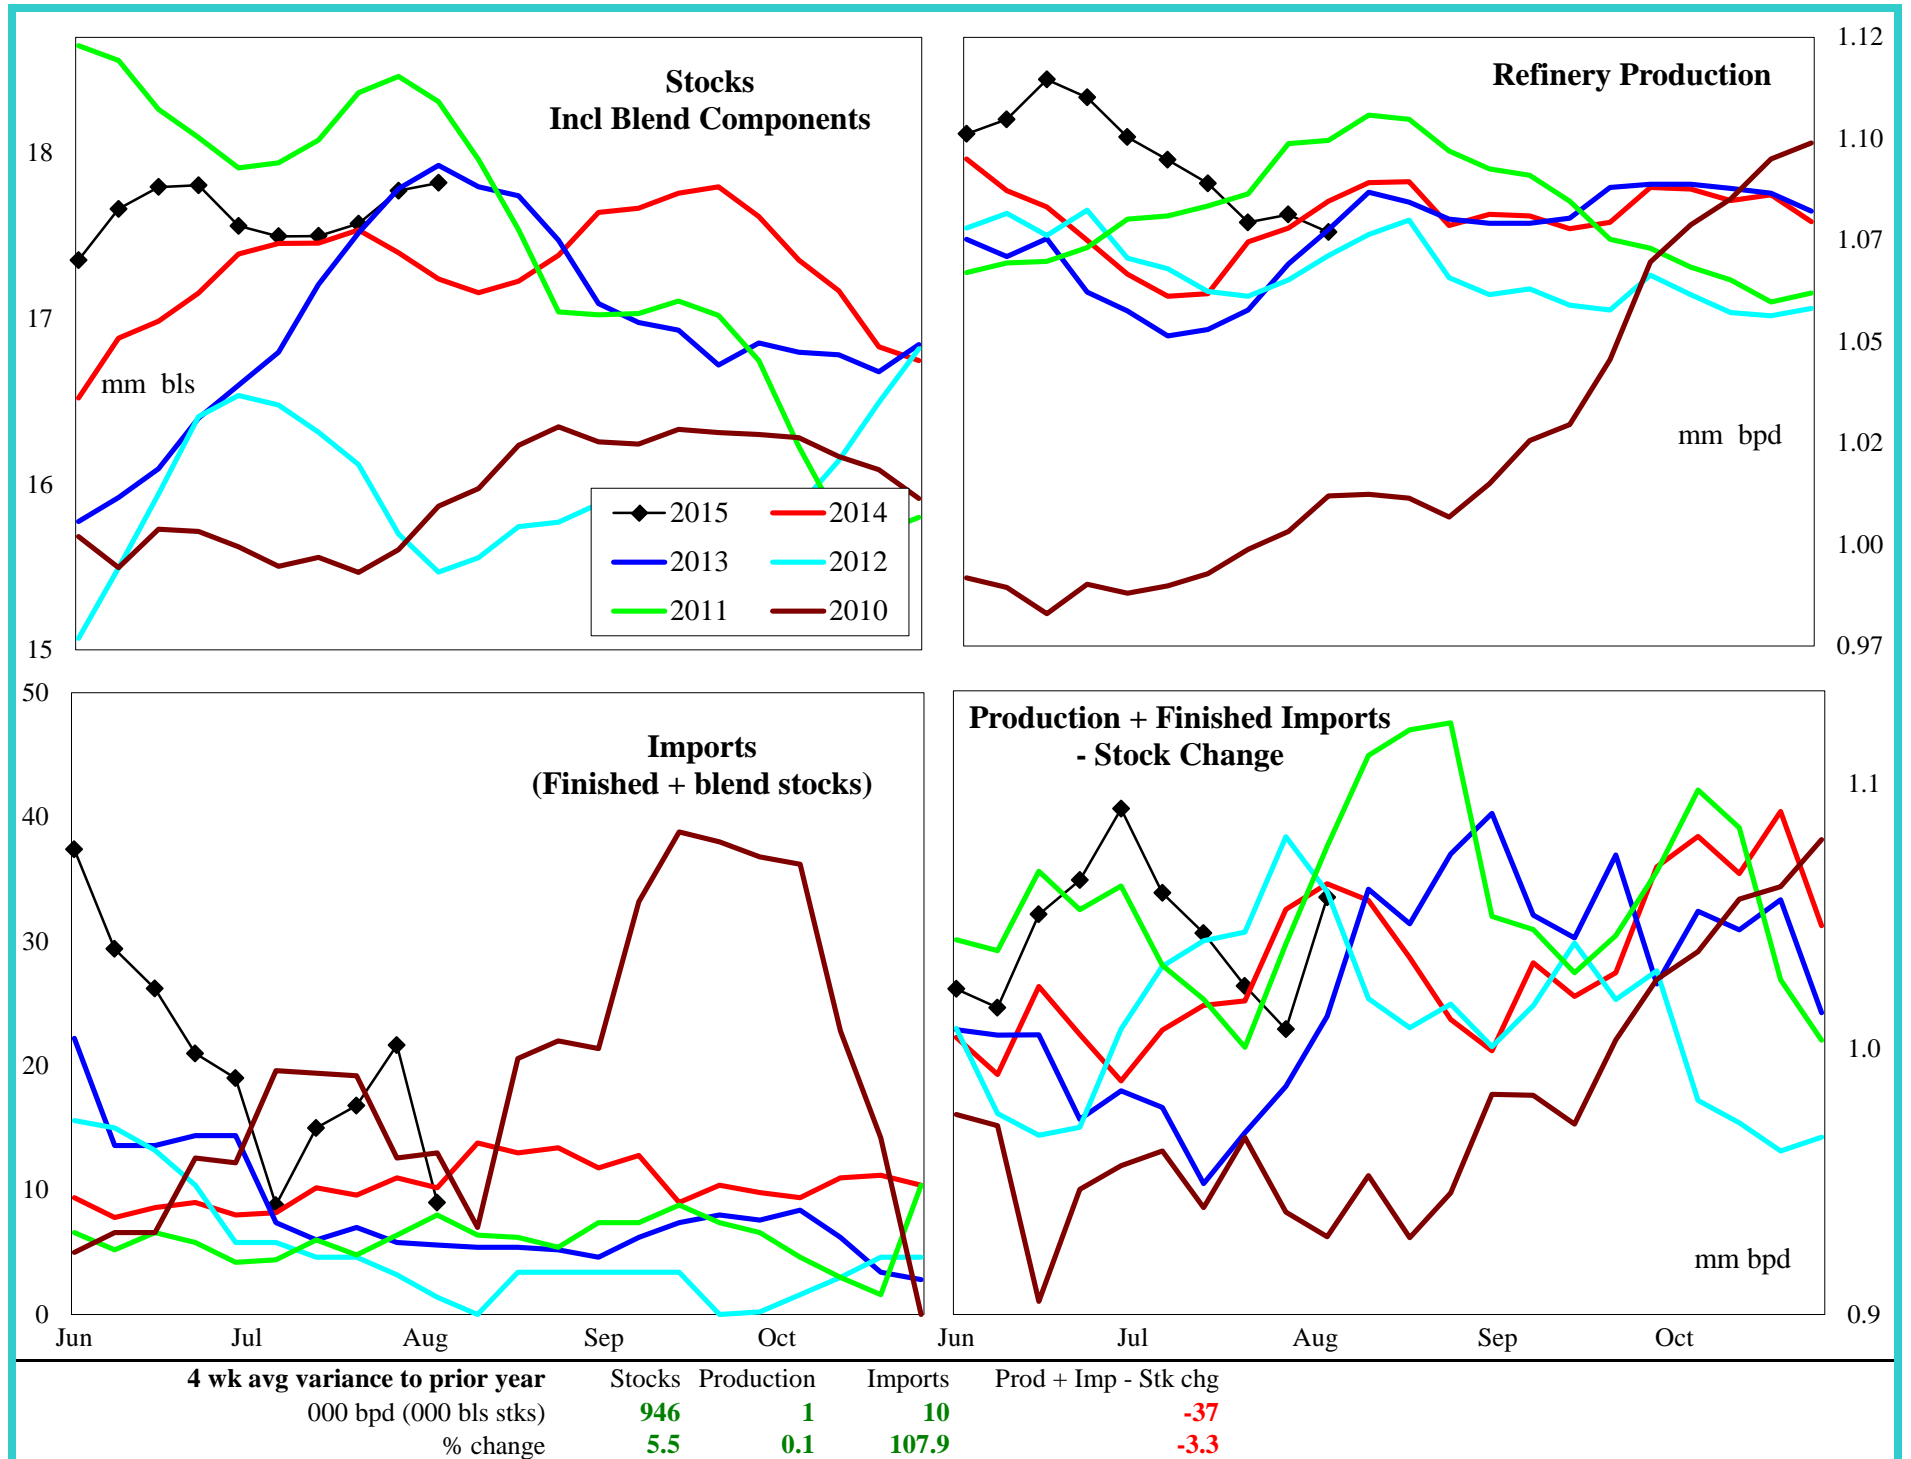 Stocks
Incl Blend Components
18
17
mm bls
16
15
2015
2014
2013
2012
2011
2010
Refinery Production
1.12
1.10
1.07
1.05
mm bpd
1.02
1.00
0.97
50
Imports
(Finished + blend stocks)
40
30
20
10
0
Jun Jul Aug Sep Oct
Production + Finished Imports
- Stock Change
1.1
1.0
mm bpd
0.9
Jun Jul Aug Sep Oct
4 wk avg variance to prior year Stocks Production Imports Prod + Imp - Stk chg
000 bpd (000 bls stks) 946 1 10 -37
% change 5.5 0.1 107.9 -3.3